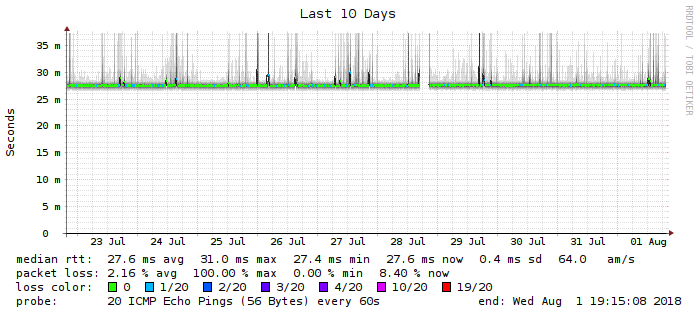 Last 10 Days
RRDTOOL / TOBI OETIKER
Seconds
35 m
30 m
25 m
20 m
15 m
10 m
5 m
0
23 Jul 24 Jul 25 Jul 26 Jul 27 Jul 28 Jul 29 Jul 30 Jul 31 Jul 01 Aug
median rtt: 27.6 ms avg 31.0 ms max 27.4 ms min 27.6 ms now 0.4 ms sd 64.0 am/s
packet loss: 2.16 % avg 100.00 % max 0.00 % min 8.40 % now
loss color: 0 1/20 2/20 3/20 4/20 10/20 19/20
probe: 20 ICMP Echo Pings (56 Bytes) every 60s end: Wed Aug 1 19:15:08 2018